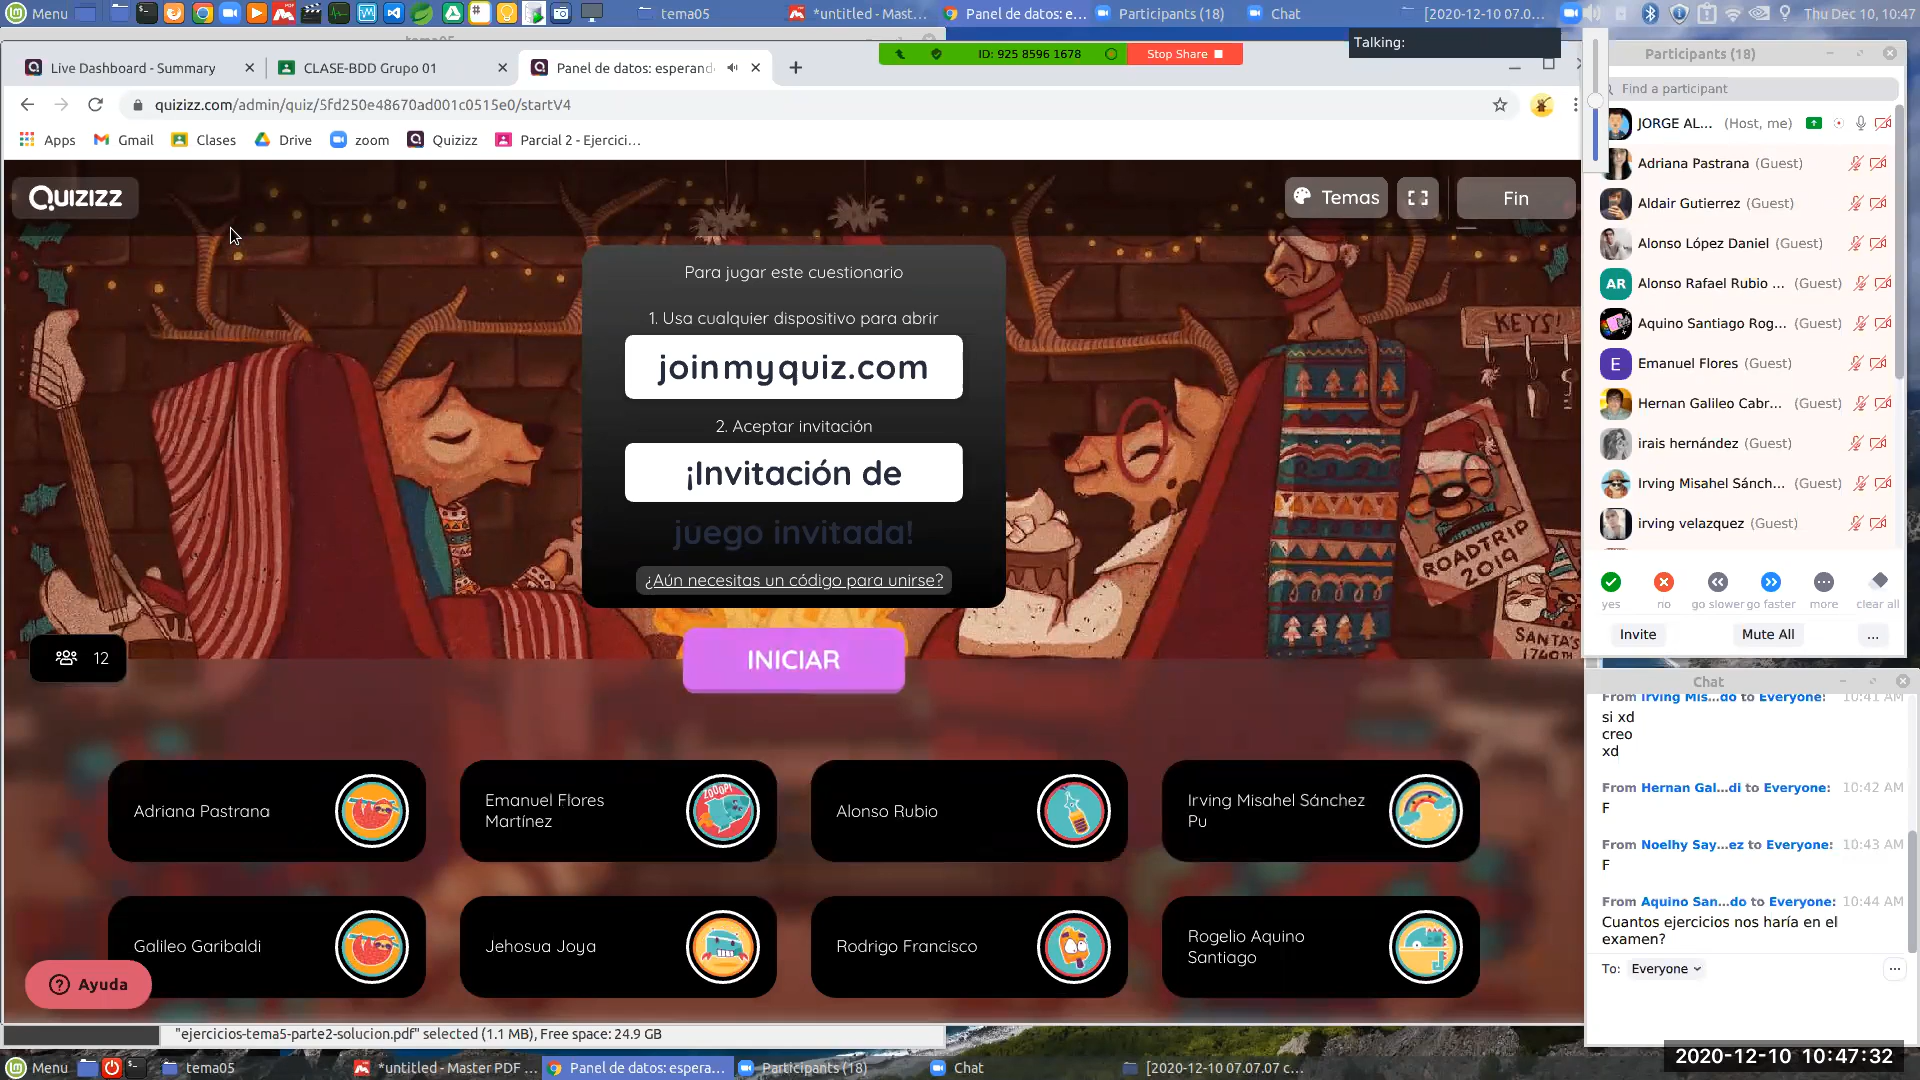 Menu
tema05
*untitled - Mast...
Panel de datos: e...
Participants (18)
Chat
[2020-12-10 07.0...
Thu Dec 10, 10:47
Talking:
Live Dashboard - Summary
CLASE-BDD Grupo 01
Panel de datos: esperand
ID: 925 8596 1678
Stop Share
quizizz.com/admin/quiz/5fd250e48670ad001c0515e0/startV4
Apps
Gmail
Clases
Drive
zoom
Quizizz
Parcial 2 - Ejercici...
Quizizz
Temas
Fin
Para jugar este cuestionario
1. Usa cualquier dispositivo para abrir
joinmyquiz.com
2. Aceptar invitación
¡Invitación de
juego invitada!
¿Aún necesitas un código para unirse?
INICIAR
12
KEYS!
ROADTRIP
2019
SANTA'S
1740TH
Adriana Pastrana
Emanuel Flores
Martínez
ZOOOP!
Alonso Rubio
Irving Misahel Sánchez
Pu
Galileo Garibaldi
Jehosua Joya
Rodrigo Francisco
Rogelio Aquino
Santiago
Ayuda
"ejercicios-tema5-parte2-solucion.pdf" selected (1.1 MB), Free space: 24.9 GB
Participants (18)
Find a participant
JORGE AL... (Host, me)
Adriana Pastrana (Guest)
Aldair Gutierrez (Guest)
Alonso López Daniel (Guest)
AR
Alonso Rafael Rubio ... (Guest)
Aquino Santiago Rog... (Guest)
E
Emanuel Flores (Guest)
Hernan Galileo Cabr... (Guest)
irais hernández (Guest)
Irving Misahel Sánch... (Guest)
irving velazquez (Guest)
yes
no
go slower
go faster
more
clear all
Invite
Mute All
...
Chat
From Irving Mis...do to Everyone: 10:41 AM
si xd
creo
xd
From Hernan Gal...di to Everyone: 10:42 AM
F
From Noelhy Say...ez to Everyone: 10:43 AM
F
From Aquino San...do to Everyone: 10:44 AM
Cuantos ejercicios nos haría en el
examen?
To: Everyone
Menu
tema05
*untitled - Master PDF ...
Panel de datos: espera...
Participants (18)
Chat
[2020-12-10 07.07.07 c...
2020-12-10 10:47:32